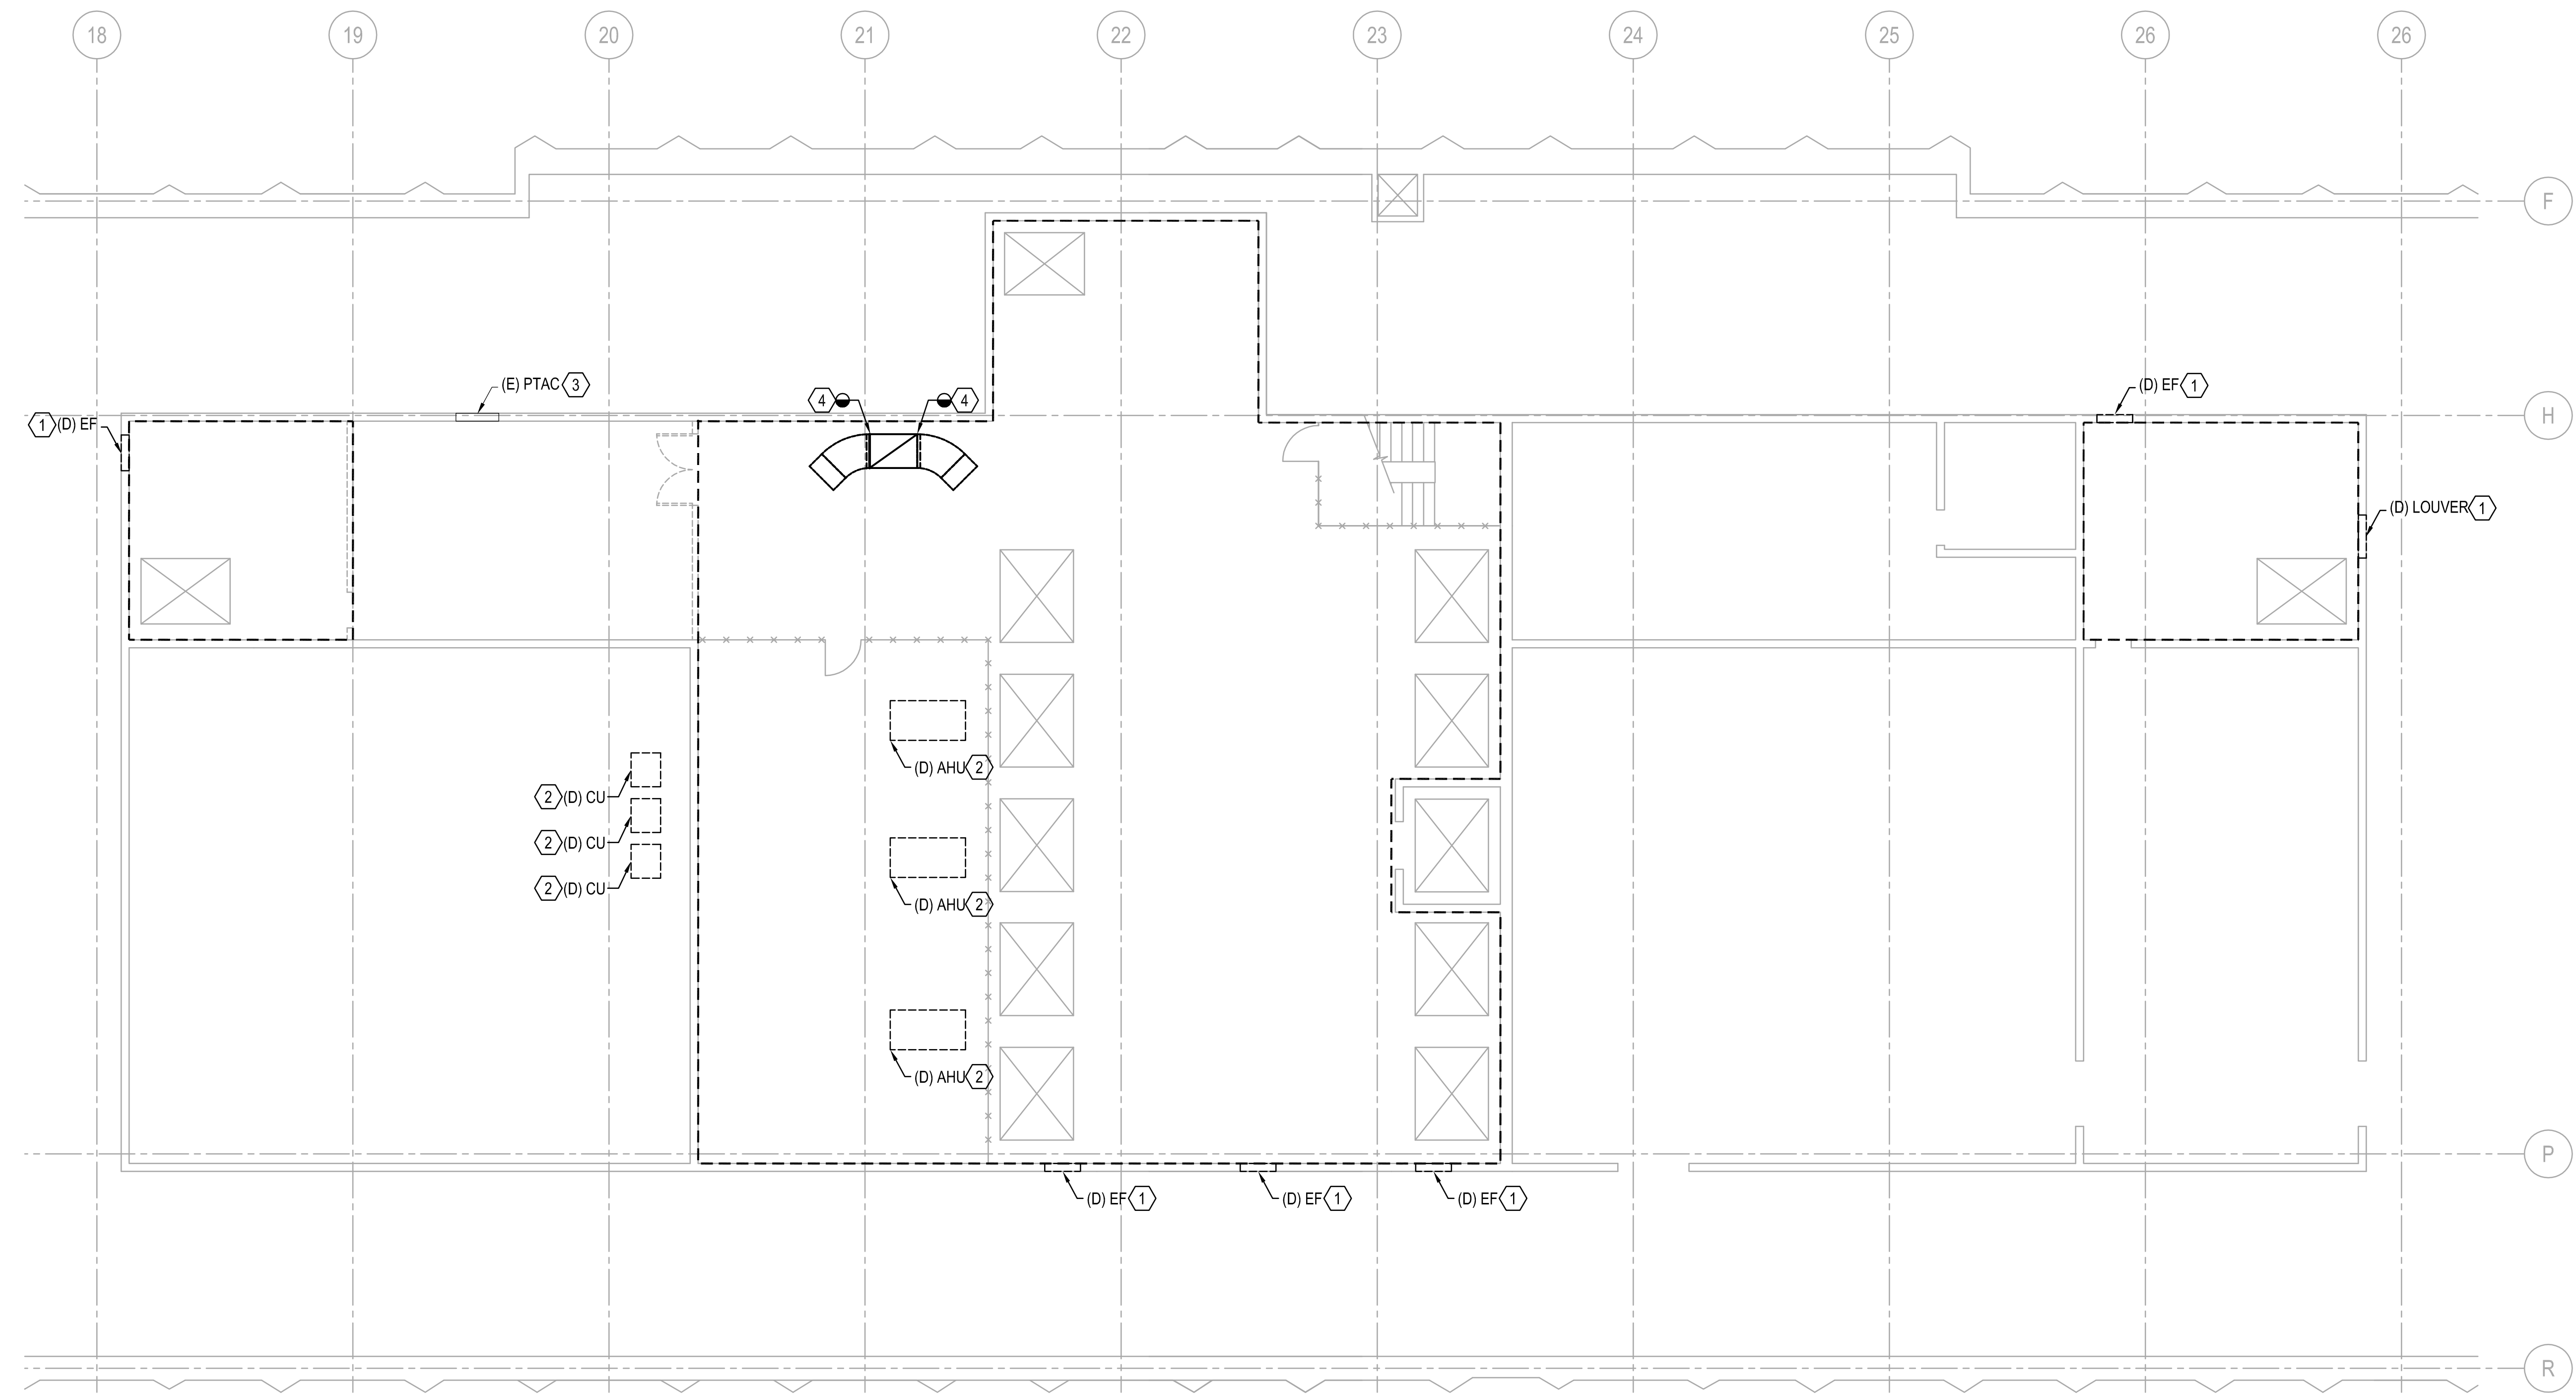 18 19 20 21 22 23 24 25 26 26
F
(E) PTAC 3
4 4
(D) EF 1
H
1 (D) EF
(D) LOUVER 1
(D) AHU 2
2 (D) CU
2 (D) CU
2 (D) CU
(D) AHU 2
(D) AHU 2
P
(D) EF 1 (D) EF 1 (D) EF 1
R